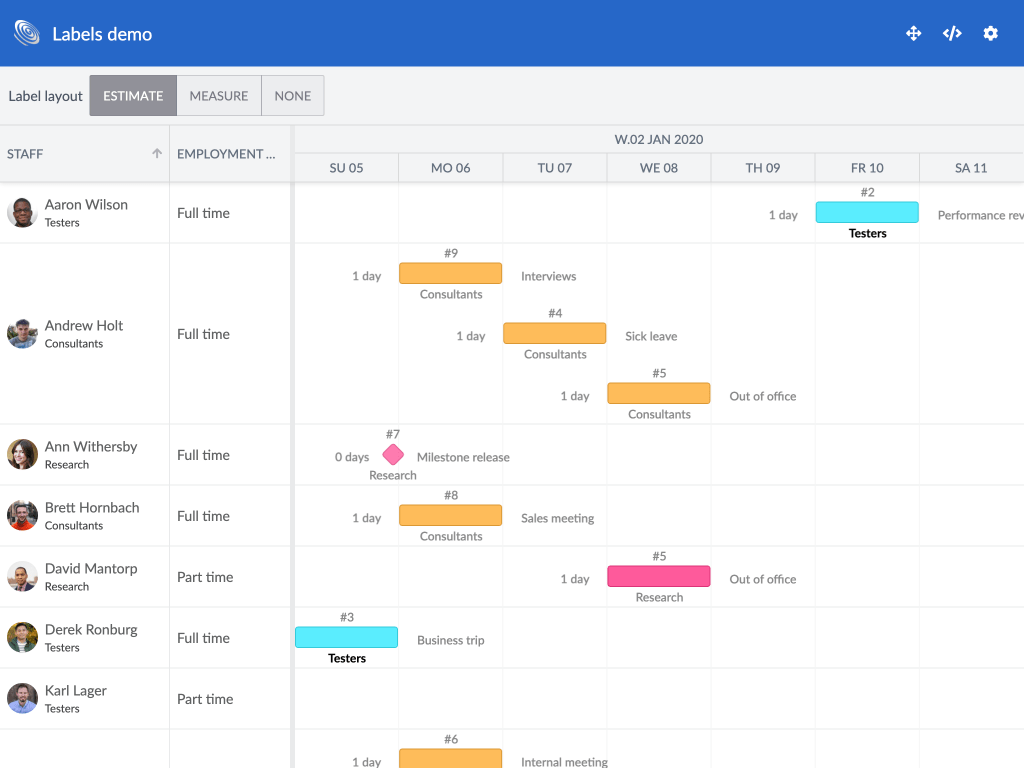 Labels demo
Label layout ESTIMATE MEASURE NONE
STAFF EMPLOYMENT ... W.02 JAN 2020
SU 05 MO 06 TU 07 WE 08 TH 09 FR 10 SA 11
Aaron Wilson
Testers
Full time
#2
1 day Performance rev
Testers
Andrew Holt
Consultants
Full time
#9
1 day Interviews
Consultants
#4
1 day Sick leave
Consultants
#5
1 day Out of office
Consultants
Ann Withersby
Research
Full time
#7
0 days Milestone release
Research
Brett Hornbach
Consultants
Full time
#8
1 day Sales meeting
Consultants
David Mantorp
Research
Part time
#5
1 day Out of office
Research
Derek Ronburg
Testers
Full time
#3
Business trip
Testers
Karl Lager
Testers
Part time
#6
1 day Internal meeting